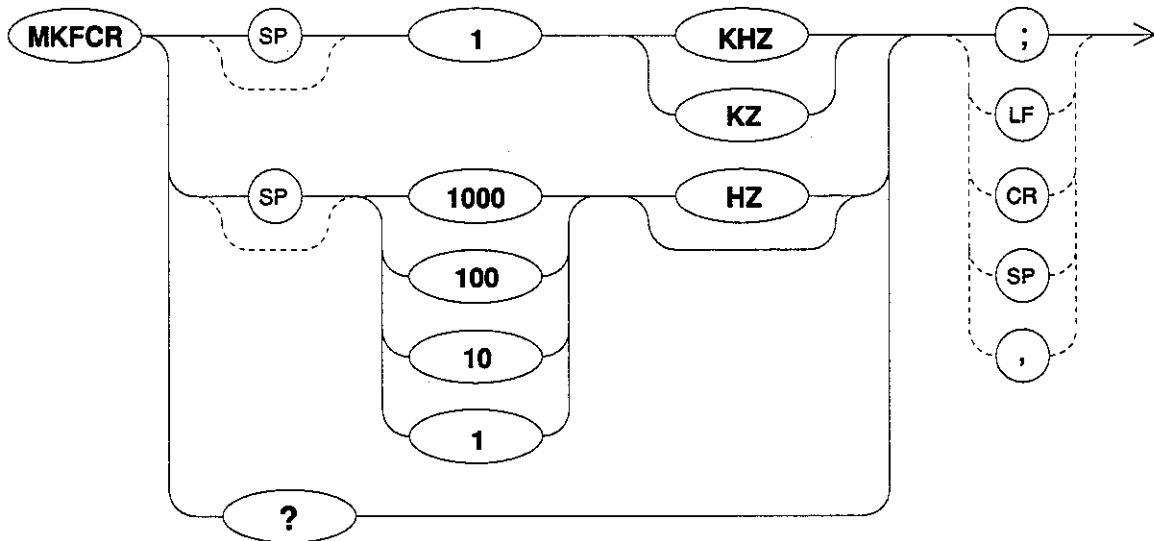 MKFCR SP 1 KHZ ;
KZ LF
SP 1000 HZ CR
100 SP
10 ,
1
?